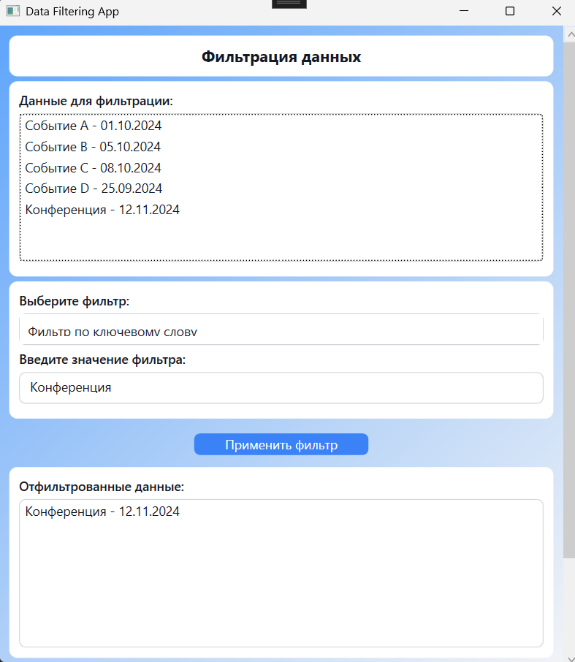 Data Filtering App
Фильтрация данных
Данные для фильтрации:
Событие A - 01.10.2024
Событие B - 05.10.2024
Событие C - 08.10.2024
Событие D - 25.09.2024
Конференция - 12.11.2024
Выберите фильтр:
Фильтр по ключевому слову
Введите значение фильтра:
Конференция
Применить фильтр
Отфильтрованные данные:
Конференция - 12.11.2024